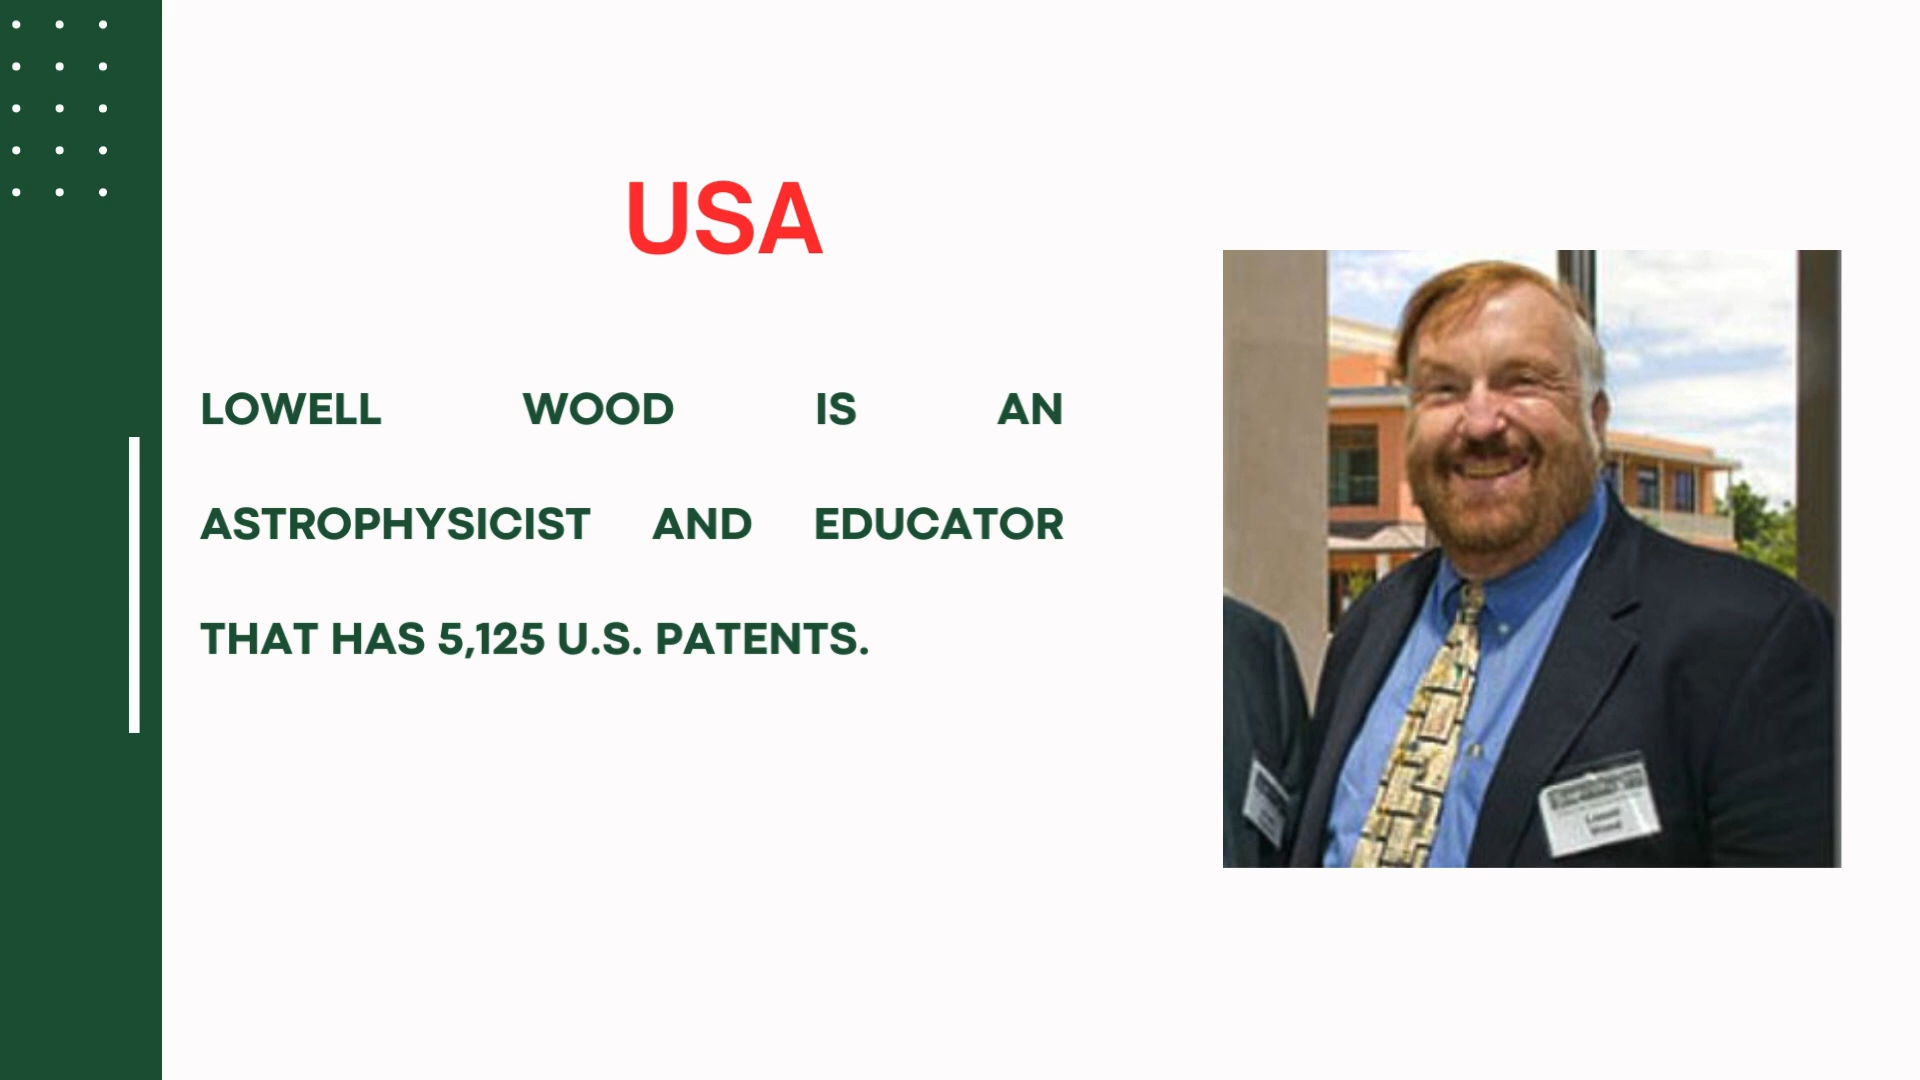 USA
LOWELL WOOD IS AN
ASTROPHYSICIST AND EDUCATOR
THAT HAS 5,125 U.S. PATENTS.